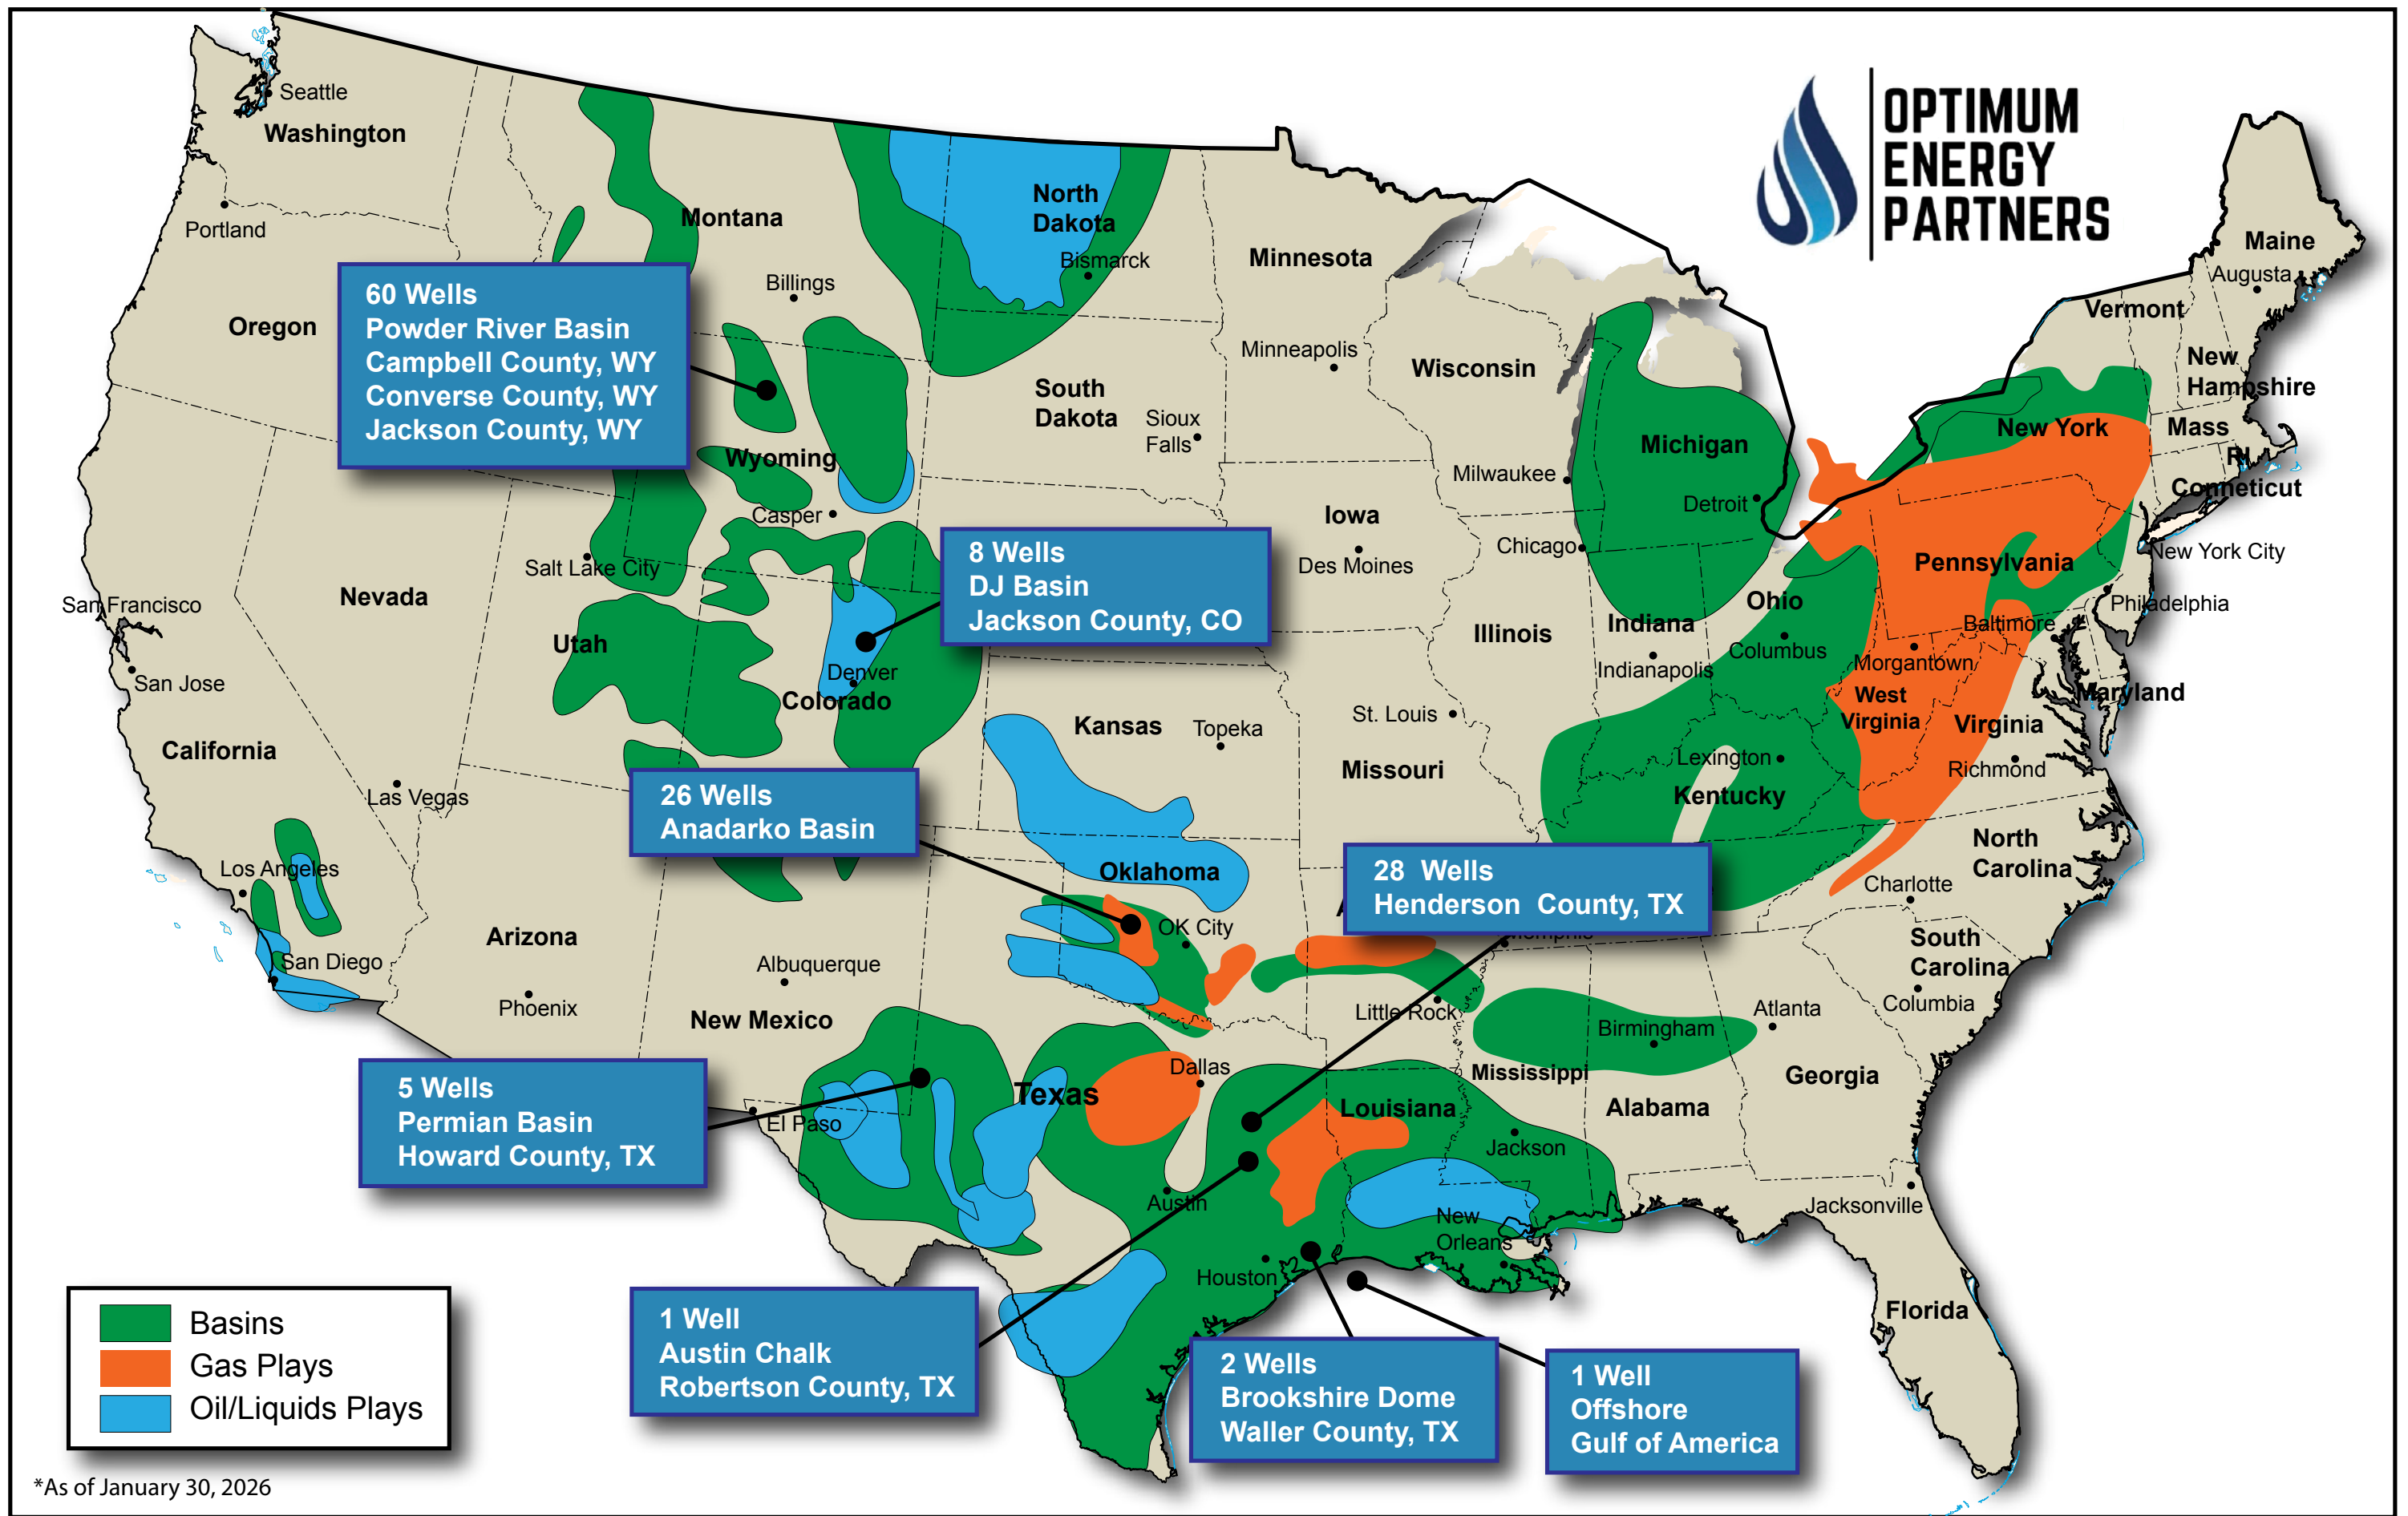 OPTIMUM
ENERGY
PARTNERS
Seattle
Washington
Portland
Oregon
Montana
Billings
North
Dakota
Bismarck
Minnesota
Minneapolis
Wisconsin
South
Dakota
Sioux
Falls
Maine
Augusta
Vermont
New
Hampshire
New York
Mass
RI
Conneticut
New York City
60 Wells
Powder River Basin
Campbell County, WY
Converse County, WY
Jackson County, WY
Wyoming
Casper
Michigan
Milwaukee
Detroit
Iowa
Des Moines
Chicago
8 Wells
DJ Basin
Jackson County, CO
Salt Lake City
Nevada
Utah
Denver
Colorado
San Francisco
San Jose
California
Las Vegas
Los Angeles
San Diego
Illinois
Indiana
Indianapolis
Ohio
Columbus
Pennsylvania
Philadelphia
Baltimore
Morgantown
Maryland
West
Virginia
Virginia
Richmond
Kansas
Topeka
St. Louis
Missouri
Lexington
Kentucky
26 Wells
Anadarko Basin
Oklahoma
OK City
28 Wells
Henderson County, TX
North
Carolina
Charlotte
South
Carolina
Columbia
Arizona
Phoenix
Albuquerque
New Mexico
Memphis
Little Rock
Birmingham
Atlanta
Georgia
Mississippi
Alabama
5 Wells
Permian Basin
Howard County, TX
El Paso
Texas
Dallas
Louisiana
Jackson
Austin
Houston
New
Orleans
Jacksonville
Florida
1 Well
Austin Chalk
Robertson County, TX
2 Wells
Brookshire Dome
Waller County, TX
1 Well
Offshore
Gulf of America
Basins
Gas Plays
Oil/Liquids Plays
*As of January 30, 2026